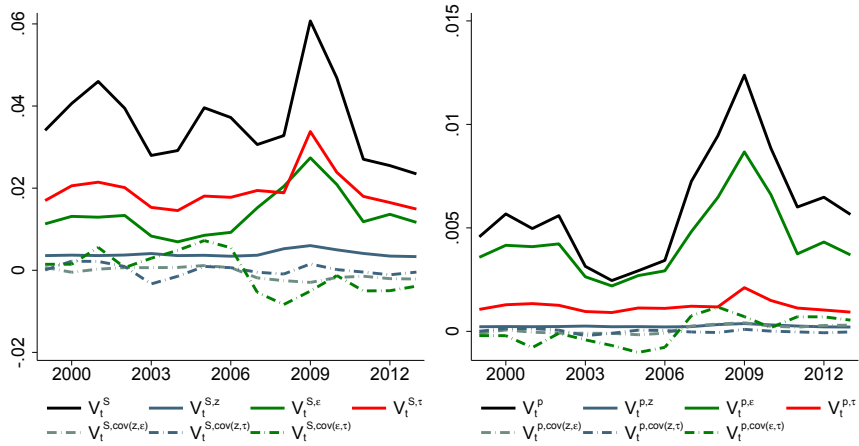 .06
.04
.02
0
-.02
2000 2003 2006 2009 2012
V_t^S V_t^{S,z} V_t^{S,ε} V_t^{S,τ}
V_t^{S,cov(z,ε)} V_t^{S,cov(z,τ)} V_t^{S,cov(ε,τ)}
.015
.01
.005
0
2000 2003 2006 2009 2012
V_t^p V_t^{p,z} V_t^{p,ε} V_t^{p,τ}
V_t^{p,cov(z,ε)} V_t^{p,cov(z,τ)} V_t^{p,cov(ε,τ)}